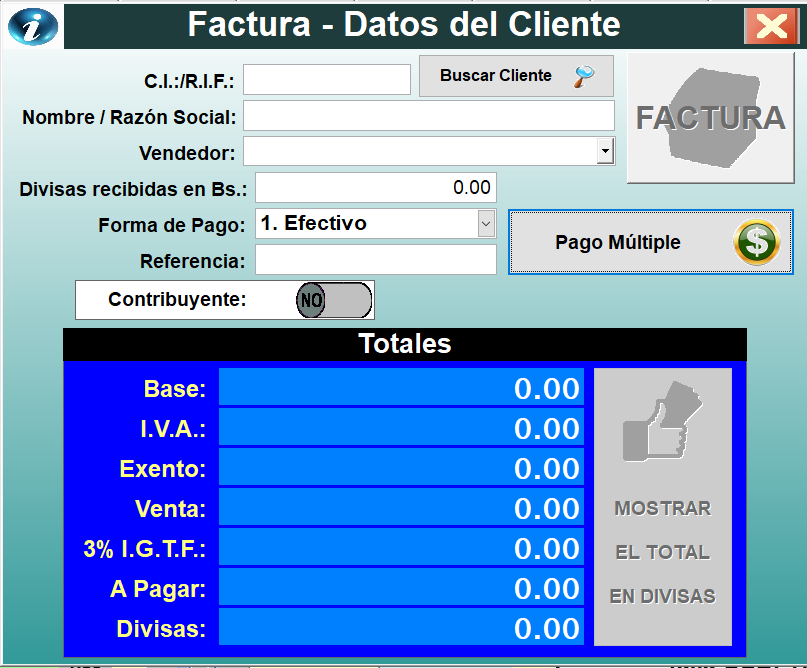 Factura - Datos del Cliente
C.I.:/R.I.F.:
Buscar Cliente
FACTURA
Nombre / Razón Social:
Vendedor:
Divisas recibidas en Bs.: 0.00
Forma de Pago: 1. Efectivo
Pago Múltiple
Referencia:
Contribuyente: NO
Totales
Base: 0.00
I.V.A.: 0.00
Exento: 0.00
Venta: 0.00
3% I.G.T.F.: 0.00
A Pagar: 0.00
Divisas: 0.00
MOSTRAR
EL TOTAL
EN DIVISAS